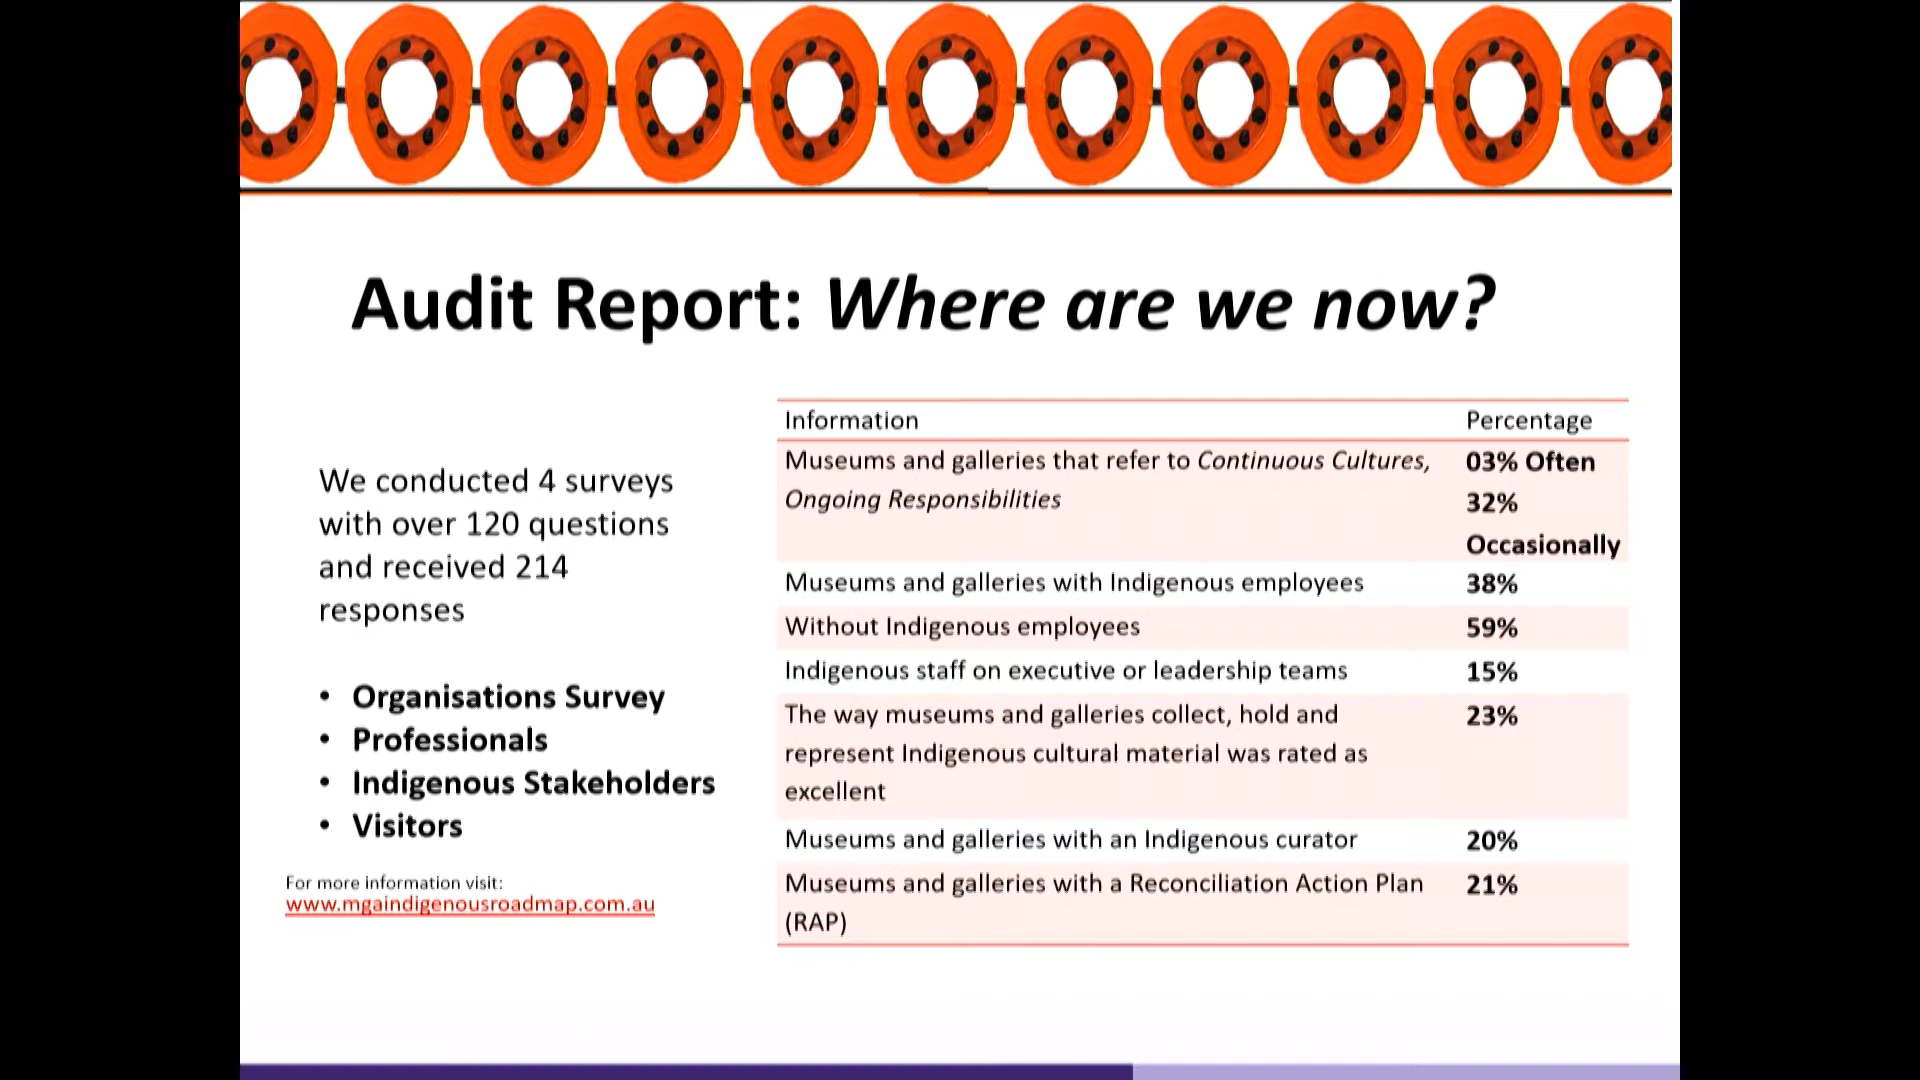 Audit Report: Where are we now?
We conducted 4 surveys
with over 120 questions
and received 214
responses
• Organisations Survey
• Professionals
• Indigenous Stakeholders
• Visitors
For more information visit:
www.mgaindigenousroadmap.com.au
Information Percentage
Museums and galleries that refer to Continuous Cultures, 03% Often
Ongoing Responsibilities 32%
Occasionally
Museums and galleries with Indigenous employees 38%
Without Indigenous employees 59%
Indigenous staff on executive or leadership teams 15%
The way museums and galleries collect, hold and 23%
represent Indigenous cultural material was rated as
excellent
Museums and galleries with an Indigenous curator 20%
Museums and galleries with a Reconciliation Action Plan 21%
(RAP)